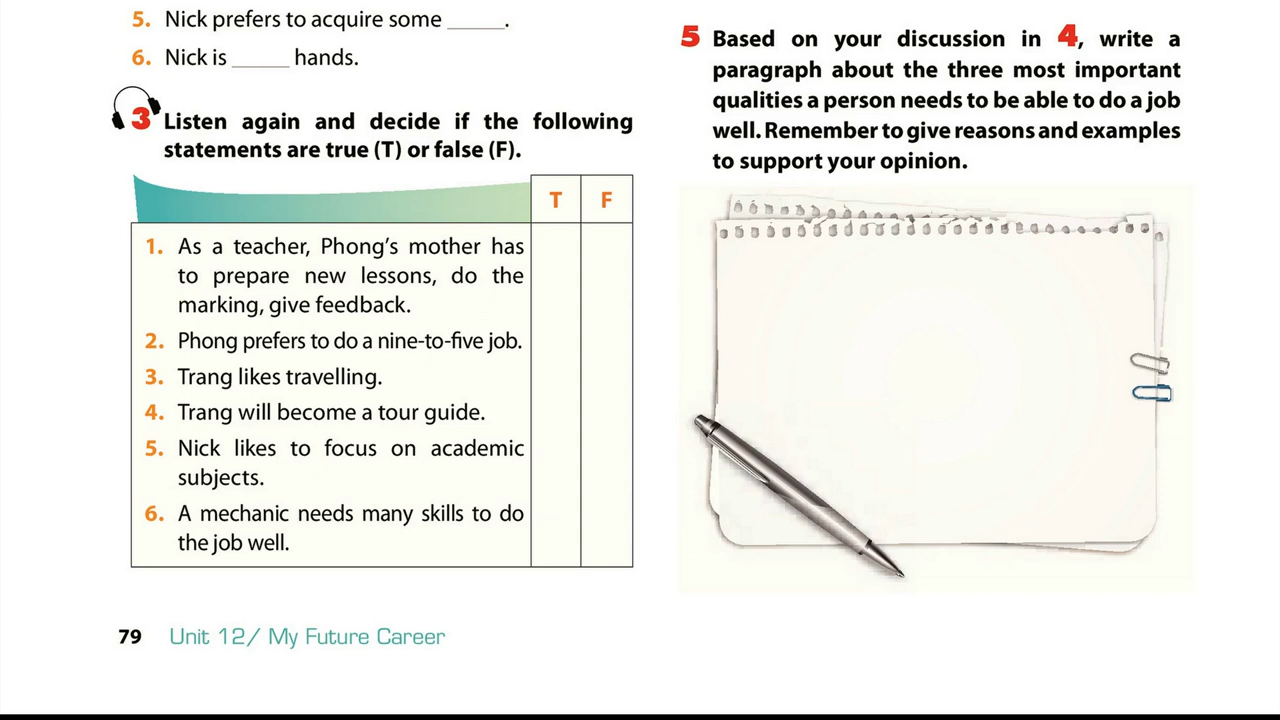 5. Nick prefers to acquire some _____.
6. Nick is _____ hands.
3 Listen again and decide if the following
statements are true (T) or false (F).
T F
1. As a teacher, Phong’s mother has
to prepare new lessons, do the
marking, give feedback.
2. Phong prefers to do a nine-to-five job.
3. Trang likes travelling.
4. Trang will become a tour guide.
5. Nick likes to focus on academic
subjects.
6. A mechanic needs many skills to do
the job well.
79 Unit 12/ My Future Career
5 Based on your discussion in 4, write a
paragraph about the three most important
qualities a person needs to be able to do a job
well. Remember to give reasons and examples
to support your opinion.